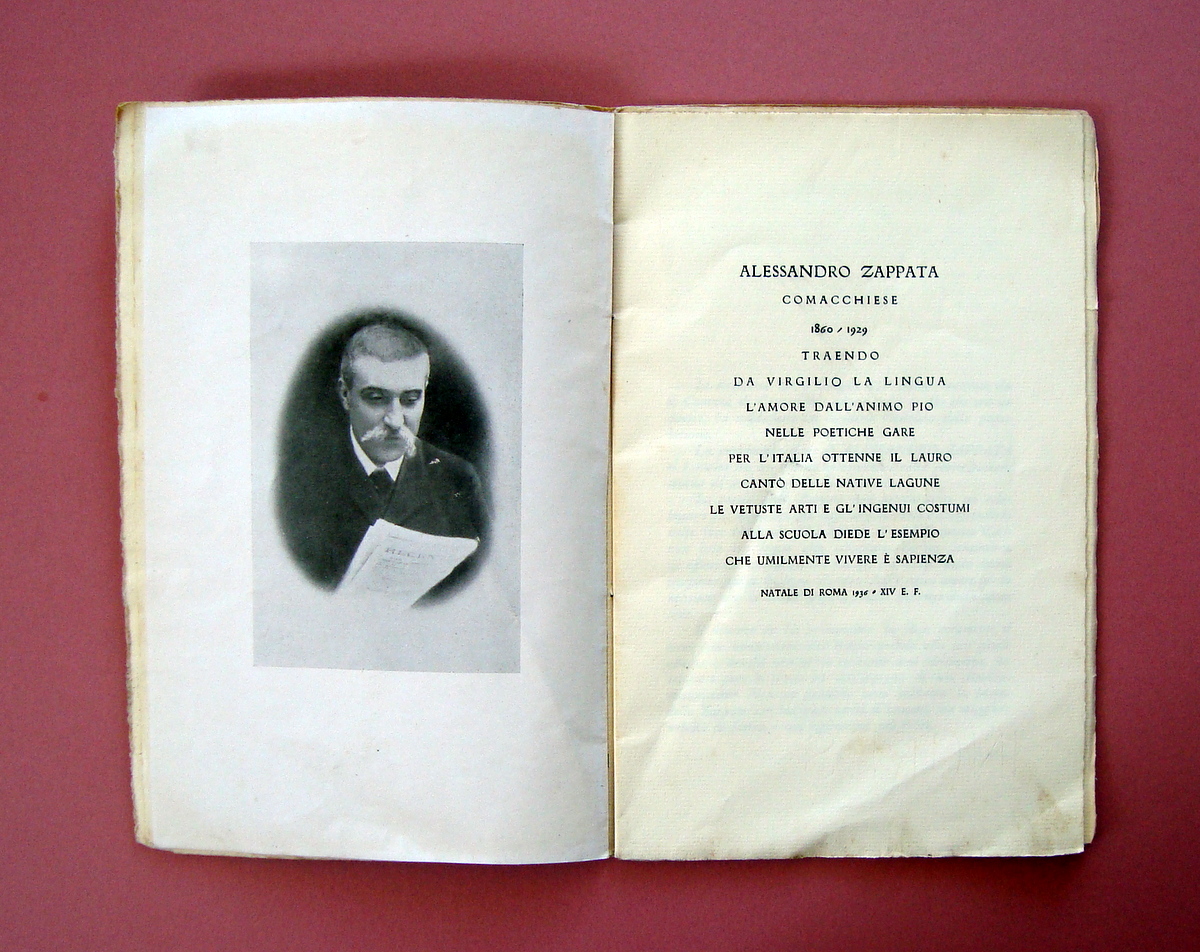 ALESSANDRO ZAPPATA
COMACCHIESE
1860 / 1929
TRAENDO
DA VIRGILIO LA LINGUA
L'AMORE DALL'ANIMO PIO
NELLE POETICHE GARE
PER L'ITALIA OTTENNE IL LAURO
CANTÒ DELLE NATIVE LAGUNE
LE VETUSTE ARTI E GL'INGENUI COSTUMI
ALLA SCUOLA DIEDE L'ESEMPIO
CHE UMILMENTE VIVERE È SAPIENZA
NATALE DI ROMA 1936 - XIV E. F.